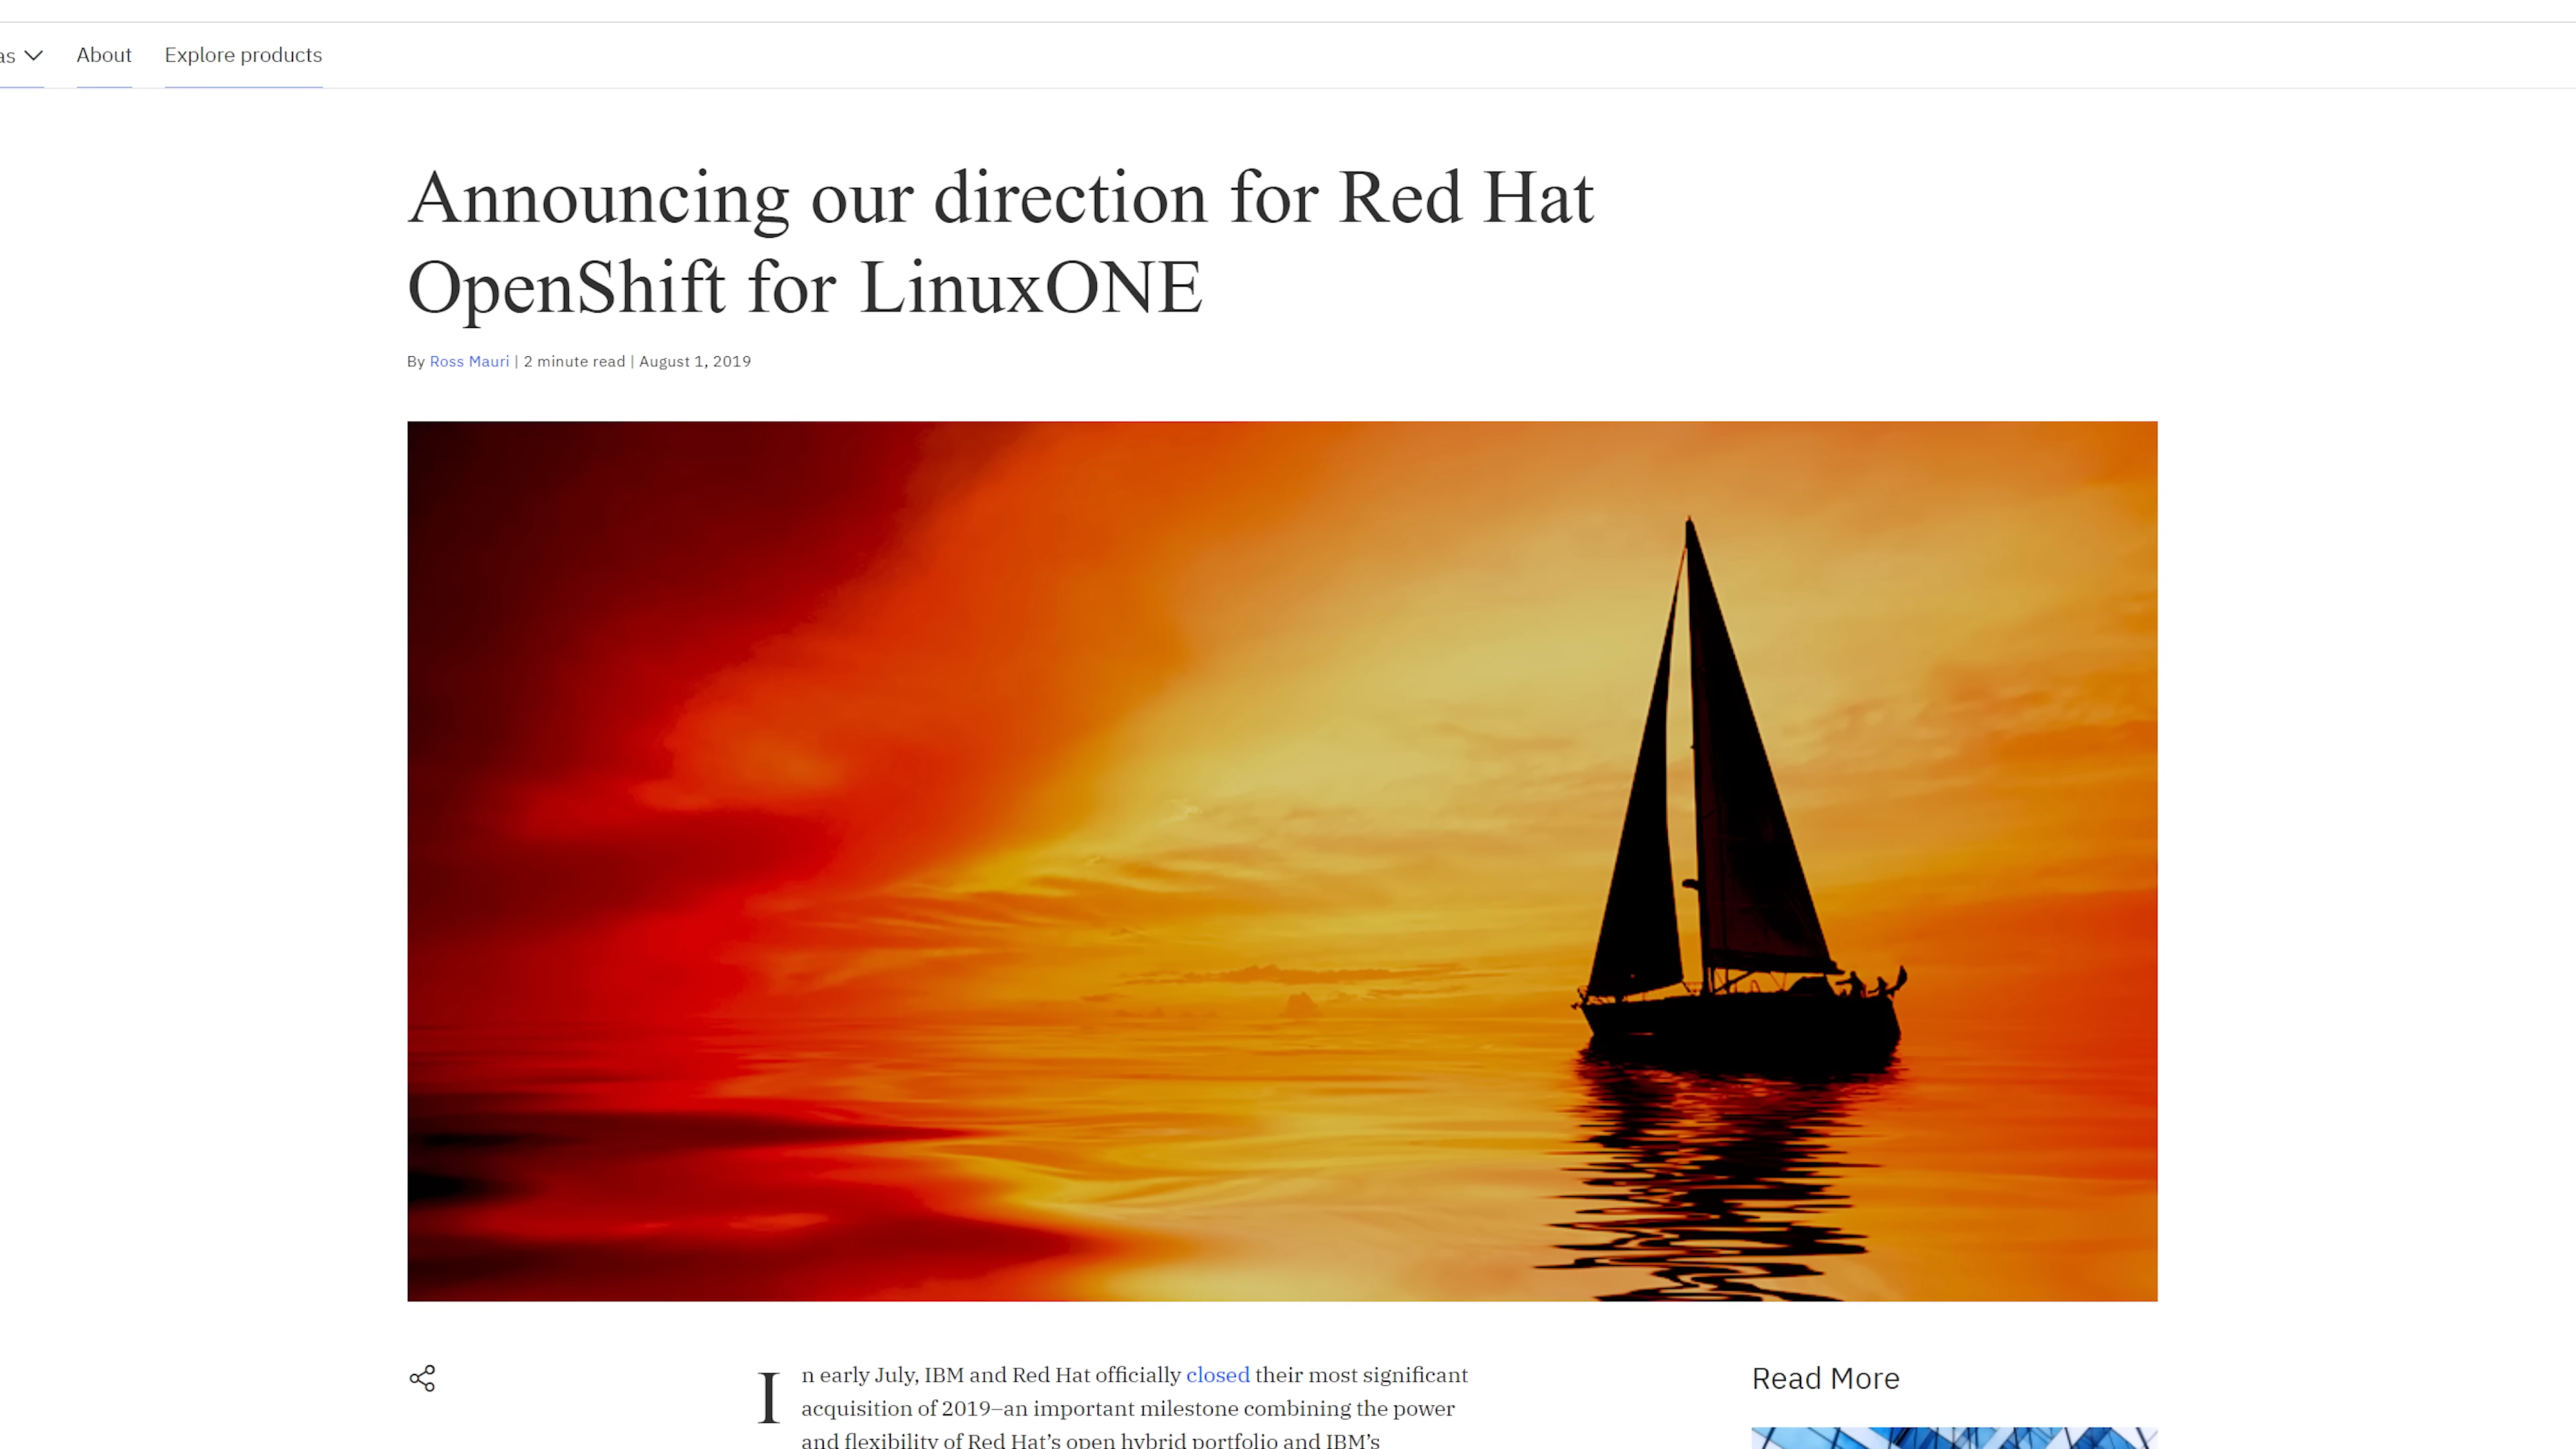 as About Explore products
Announcing our direction for Red Hat
OpenShift for LinuxONE
By Ross Mauri | 2 minute read | August 1, 2019
In early July, IBM and Red Hat officially closed their most significant
acquisition of 2019–an important milestone combining the power
and flexibility of Red Hat’s open hybrid portfolio and IBM’s
Read More